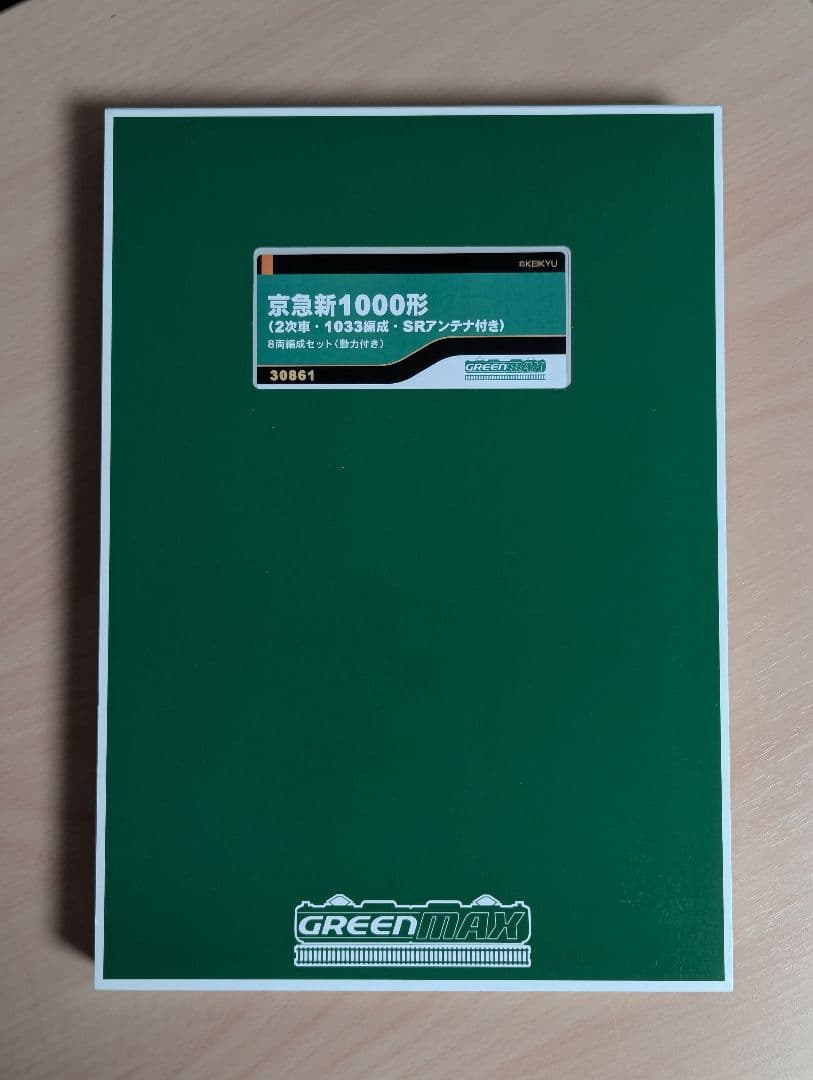 KEIKYU
京急新1000形
(2次車・1033編成・SRアンテナ付き)
8両編成セット(動力付き)
30861
GREENMAX
GREENMAX